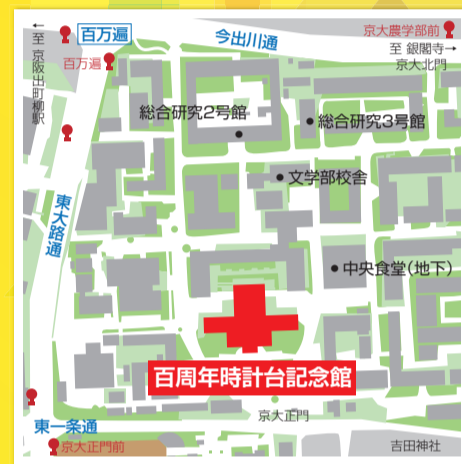 ← 至 京阪出町柳駅
百万遍
今出川通
京大農学部前
至 銀閣寺→
京大北門
百万遍
総合研究2号館
総合研究3号館
文学部校舎
東大路通
中央食堂(地下)
百周年時計台記念館
京大正門
東一条通
京大正門前
吉田神社